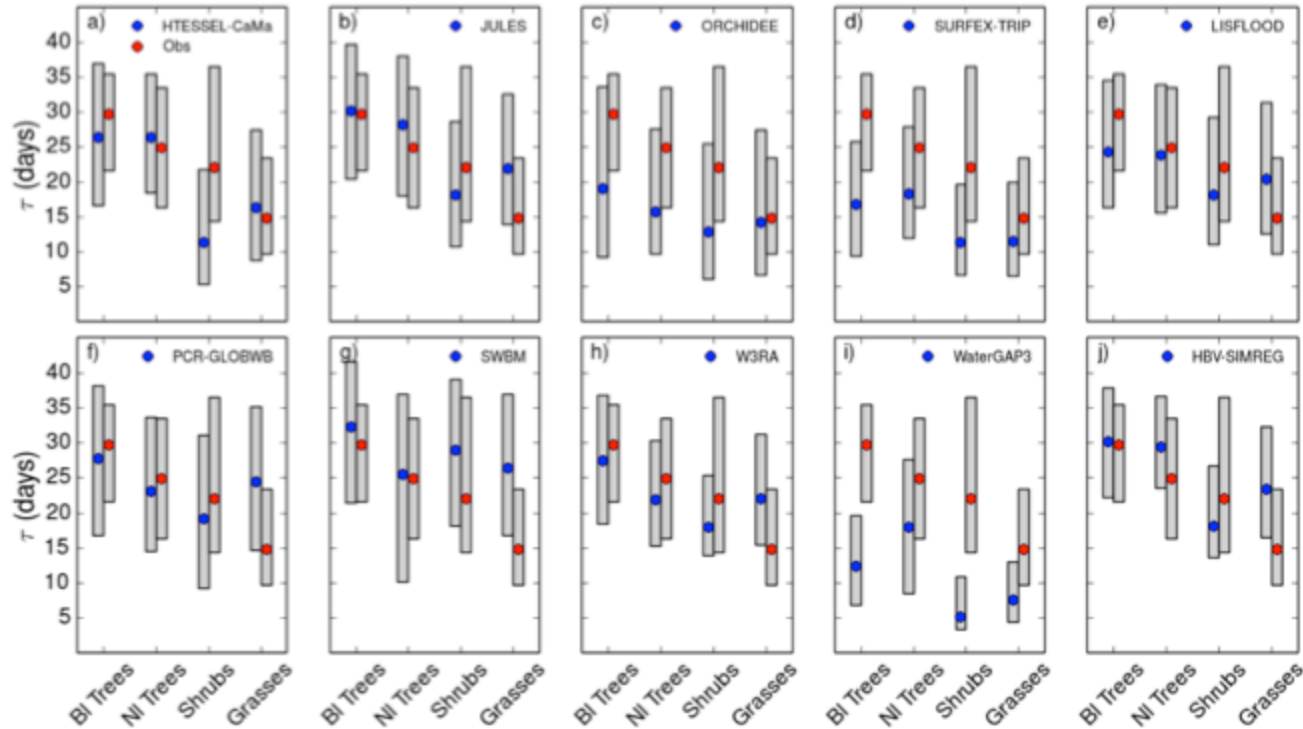 a) HTESSEL-CaMa
Obs
b) JULES
c) ORCHIDEE
d) SURFEX-TRIP
e) LISFLOOD
40
35
30
25
20
15
10
5
τ (days)
f) PCR-GLOBWB
g) SWBM
h) W3RA
i) WaterGAP3
j) HBV-SIMREG
40
35
30
25
20
15
10
5
τ (days)
Bl Trees
Nl Trees
Shrubs
Grasses
Bl Trees
Nl Trees
Shrubs
Grasses
Bl Trees
Nl Trees
Shrubs
Grasses
Bl Trees
Nl Trees
Shrubs
Grasses
Bl Trees
Nl Trees
Shrubs
Grasses